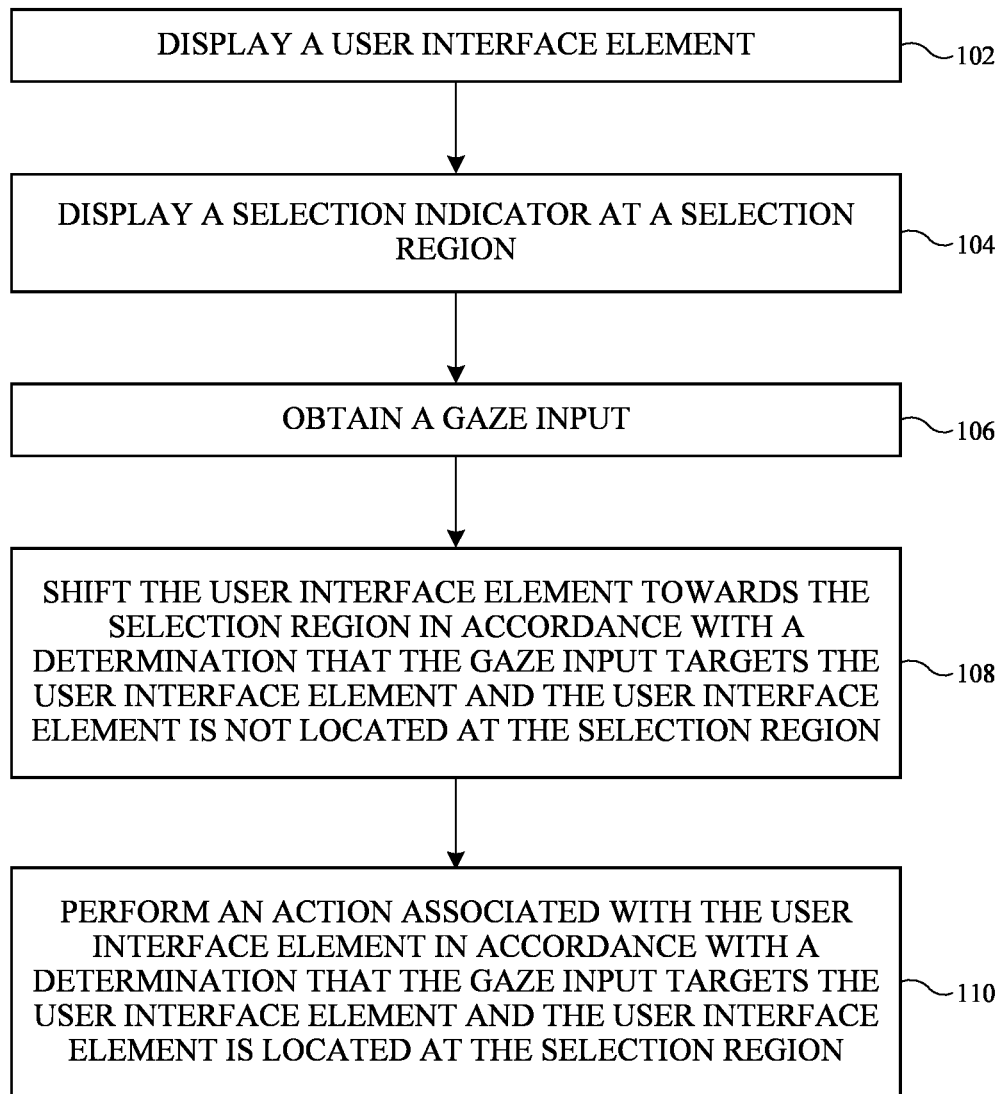 DISPLAY A USER INTERFACE ELEMENT
102
DISPLAY A SELECTION INDICATOR AT A SELECTION
REGION
104
OBTAIN A GAZE INPUT
106
SHIFT THE USER INTERFACE ELEMENT TOWARDS THE
SELECTION REGION IN ACCORDANCE WITH A
DETERMINATION THAT THE GAZE INPUT TARGETS THE
USER INTERFACE ELEMENT AND THE USER INTERFACE
ELEMENT IS NOT LOCATED AT THE SELECTION REGION
108
PERFORM AN ACTION ASSOCIATED WITH THE USER
INTERFACE ELEMENT IN ACCORDANCE WITH A
DETERMINATION THAT THE GAZE INPUT TARGETS THE
USER INTERFACE ELEMENT AND THE USER INTERFACE
ELEMENT IS LOCATED AT THE SELECTION REGION
110